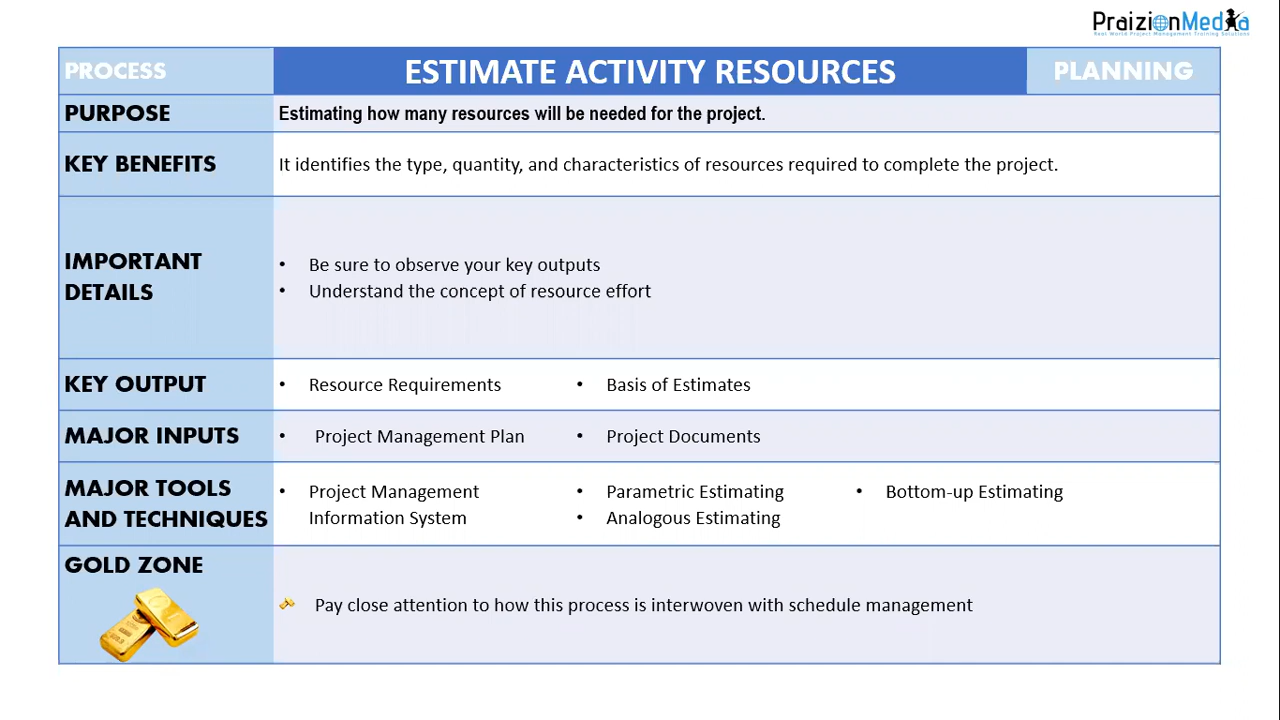 PraizionMedia
Real World Project Management Training Solutions
PROCESS ESTIMATE ACTIVITY RESOURCES PLANNING
PURPOSE Estimating how many resources will be needed for the project.
KEY BENEFITS It identifies the type, quantity, and characteristics of resources required to complete the project.
IMPORTANT
DETAILS
• Be sure to observe your key outputs
• Understand the concept of resource effort
KEY OUTPUT • Resource Requirements • Basis of Estimates
MAJOR INPUTS • Project Management Plan • Project Documents
MAJOR TOOLS
AND TECHNIQUES
• Project Management
Information System
• Parametric Estimating
• Analogous Estimating
• Bottom-up Estimating
GOLD ZONE
Pay close attention to how this process is interwoven with schedule management